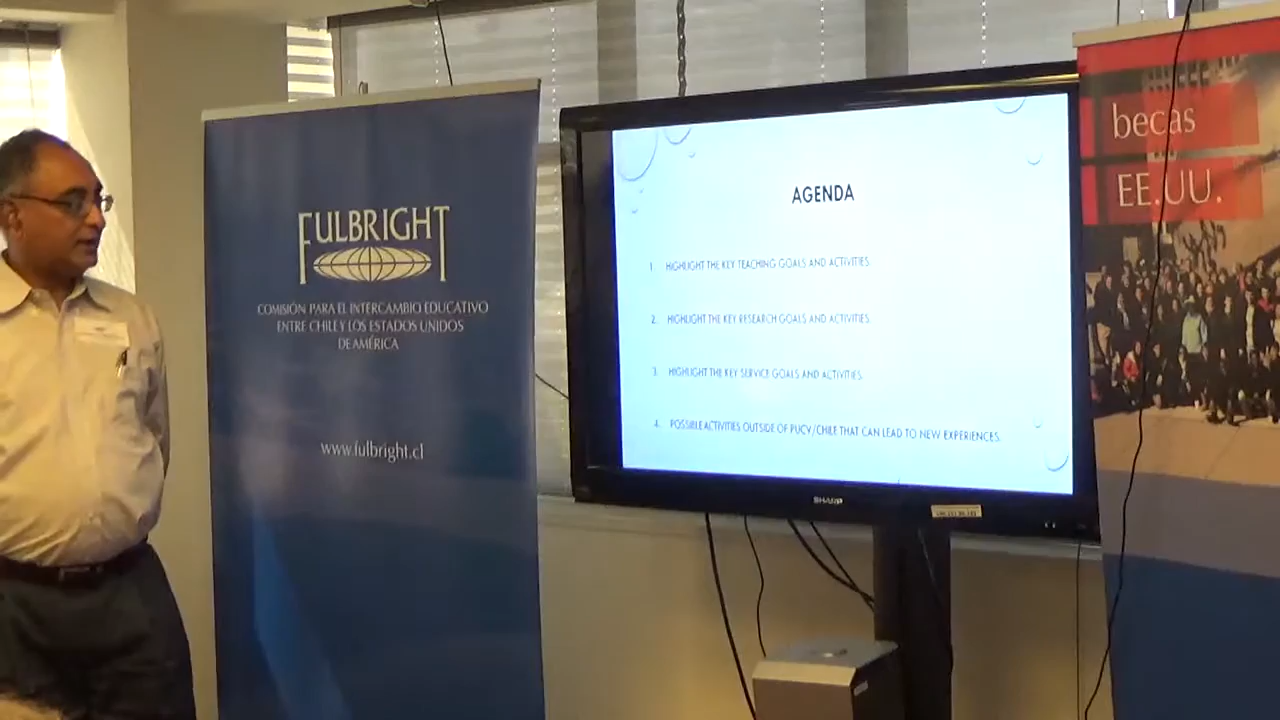 FULBRIGHT
COMISIÓN PARA EL INTERCAMBIO EDUCATIVO
ENTRE CHILE Y LOS ESTADOS UNIDOS
DE AMÉRICA
www.fulbright.cl
AGENDA
1. HIGHLIGHT THE KEY TEACHING GOALS AND ACTIVITIES.
2. HIGHLIGHT THE KEY RESEARCH GOALS AND ACTIVITIES.
3. HIGHLIGHT THE KEY SERVICE GOALS AND ACTIVITIES.
4. POSSIBLE ACTIVITIES OUTSIDE OF PUCV/CHILE THAT CAN LEAD TO NEW EXPERIENCES.
SHARP
becas
EE.UU.